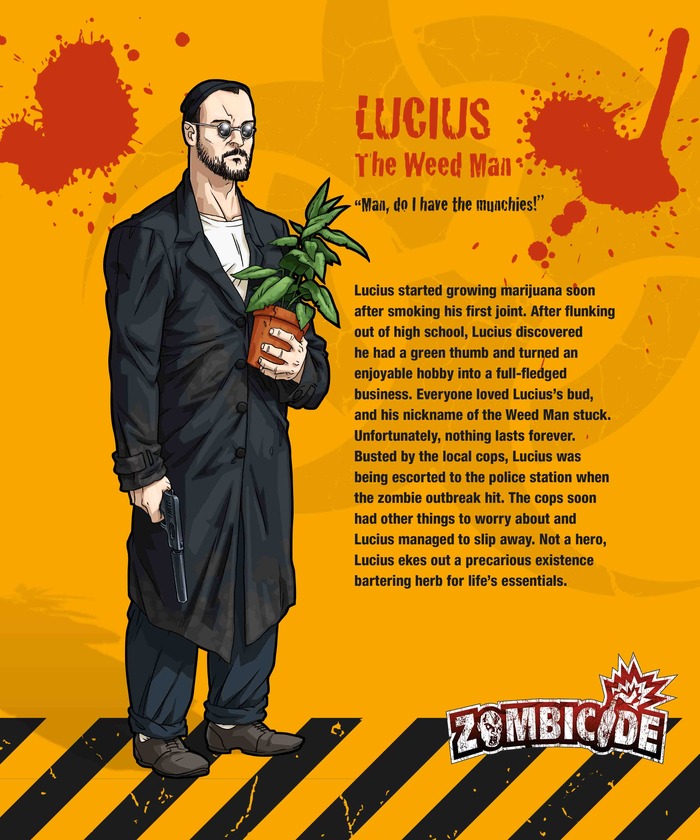 LUCIUS
The Weed Man
“Man, do I have the munchies!”
Lucius started growing marijuana soon
after smoking his first joint. After flunking
out of high school, Lucius discovered
he had a green thumb and turned an
enjoyable hobby into a full-fledged
business. Everyone loved Lucius’s bud,
and his nickname of the Weed Man stuck.
Unfortunately, nothing lasts forever.
Busted by the local cops, Lucius was
being escorted to the police station when
the zombie outbreak hit. The cops soon
had other things to worry about and
Lucius managed to slip away. Not a hero,
Lucius ekes out a precarious existence
bartering herb for life’s essentials.
ZOMBICIDE